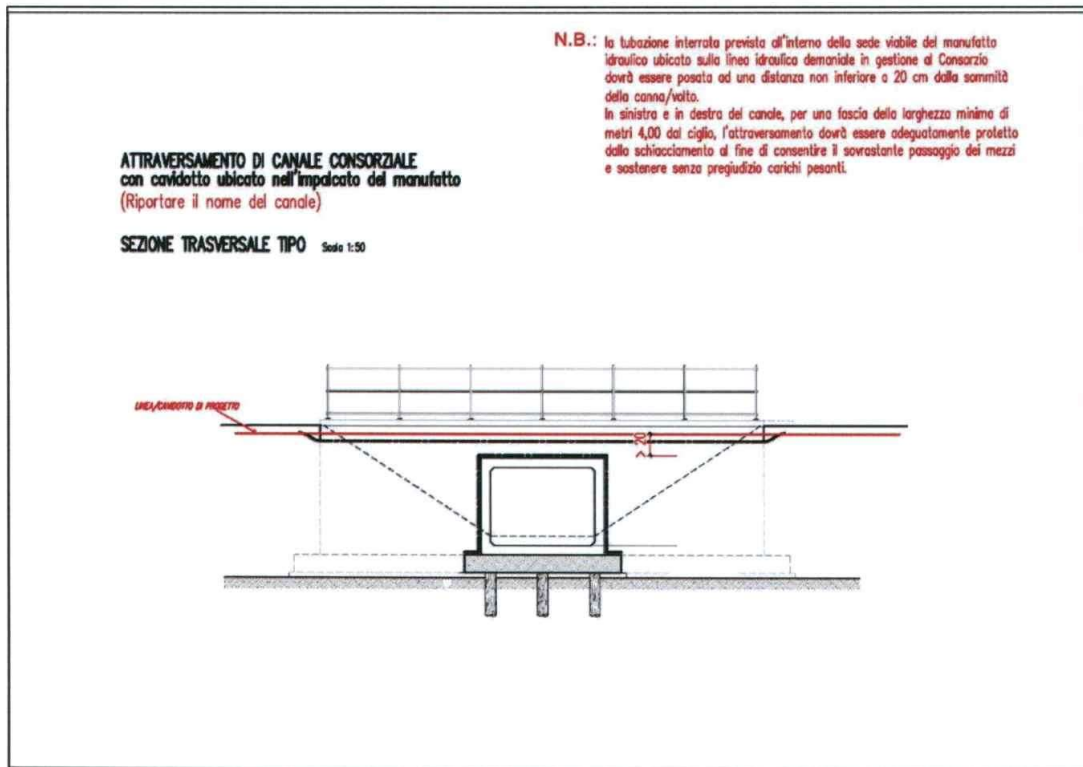 N.B.: la tubazione interrata prevista all'interno della sede viabile del manufatto
idraulico ubicato sulla linea idraulica demaniale in gestione al Consorzio
dovrà essere posata ad una distanza non inferiore a 20 cm dalla sommità
della canna/volto.
In sinistra e in destra del canale, per una fascia della larghezza minima di
metri 4,00 dal ciglio, l'attraversamento dovrà essere adeguatamente protetto
dallo schiacciamento al fine di consentire il sovrastante passaggio dei mezzi
e sostenere senza pregiudizio carichi pesanti.
ATTRAVERSAMENTO DI CANALE CONSORZIALE
con cavidotto ubicato nell'impalcato del manufatto
(Riportare il nome del canale)
SEZIONE TRASVERSALE TIPO Scala 1:50
LINEA/CAVIDOTTO DI PROGETTO
>20